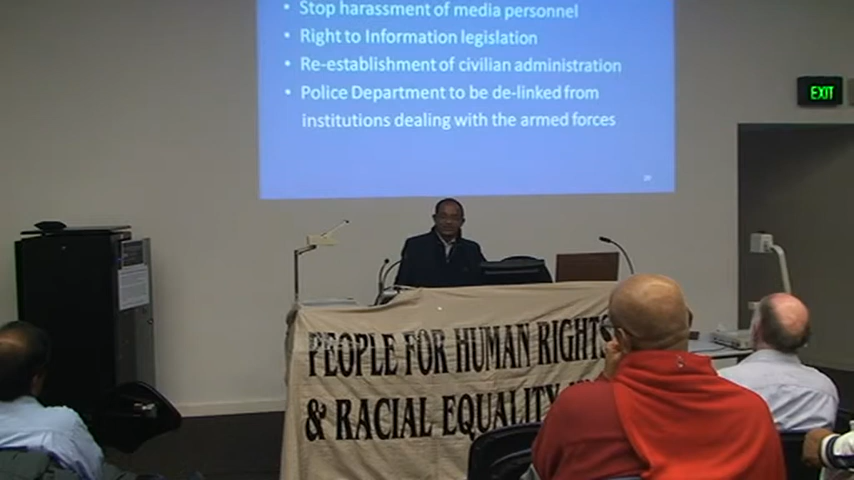 • Stop harassment of media personnel
• Right to Information legislation
• Re-establishment of civilian administration
• Police Department to be de-linked from
institutions dealing with the armed forces
EXIT
PEOPLE FOR HUMAN RIGHTS
& RACIAL EQUALITY